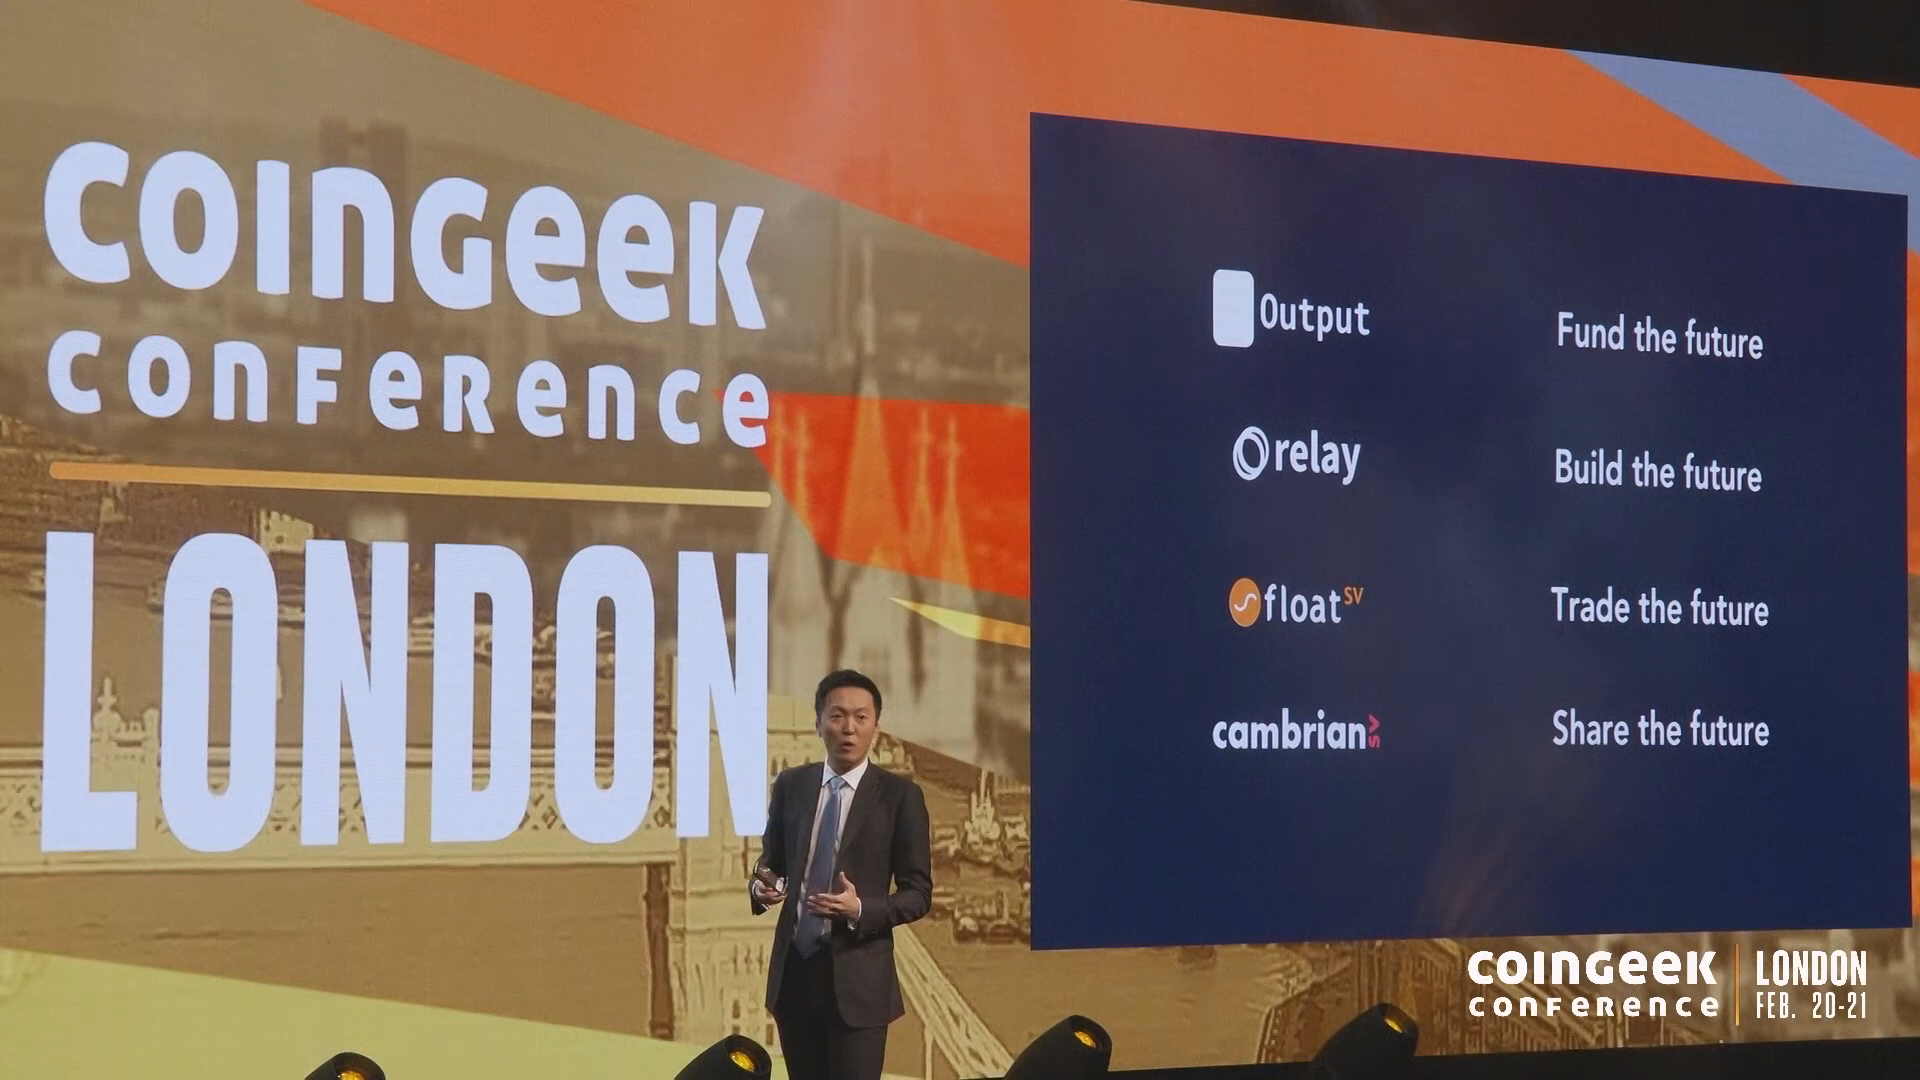 COINGEEK
CONFERENCE
LONDON
Output
Fund the future
relay
Build the future
float SV
Trade the future
cambrian SV
Share the future
COINGEEK
CONFERENCE
LONDON
FEB. 20-21